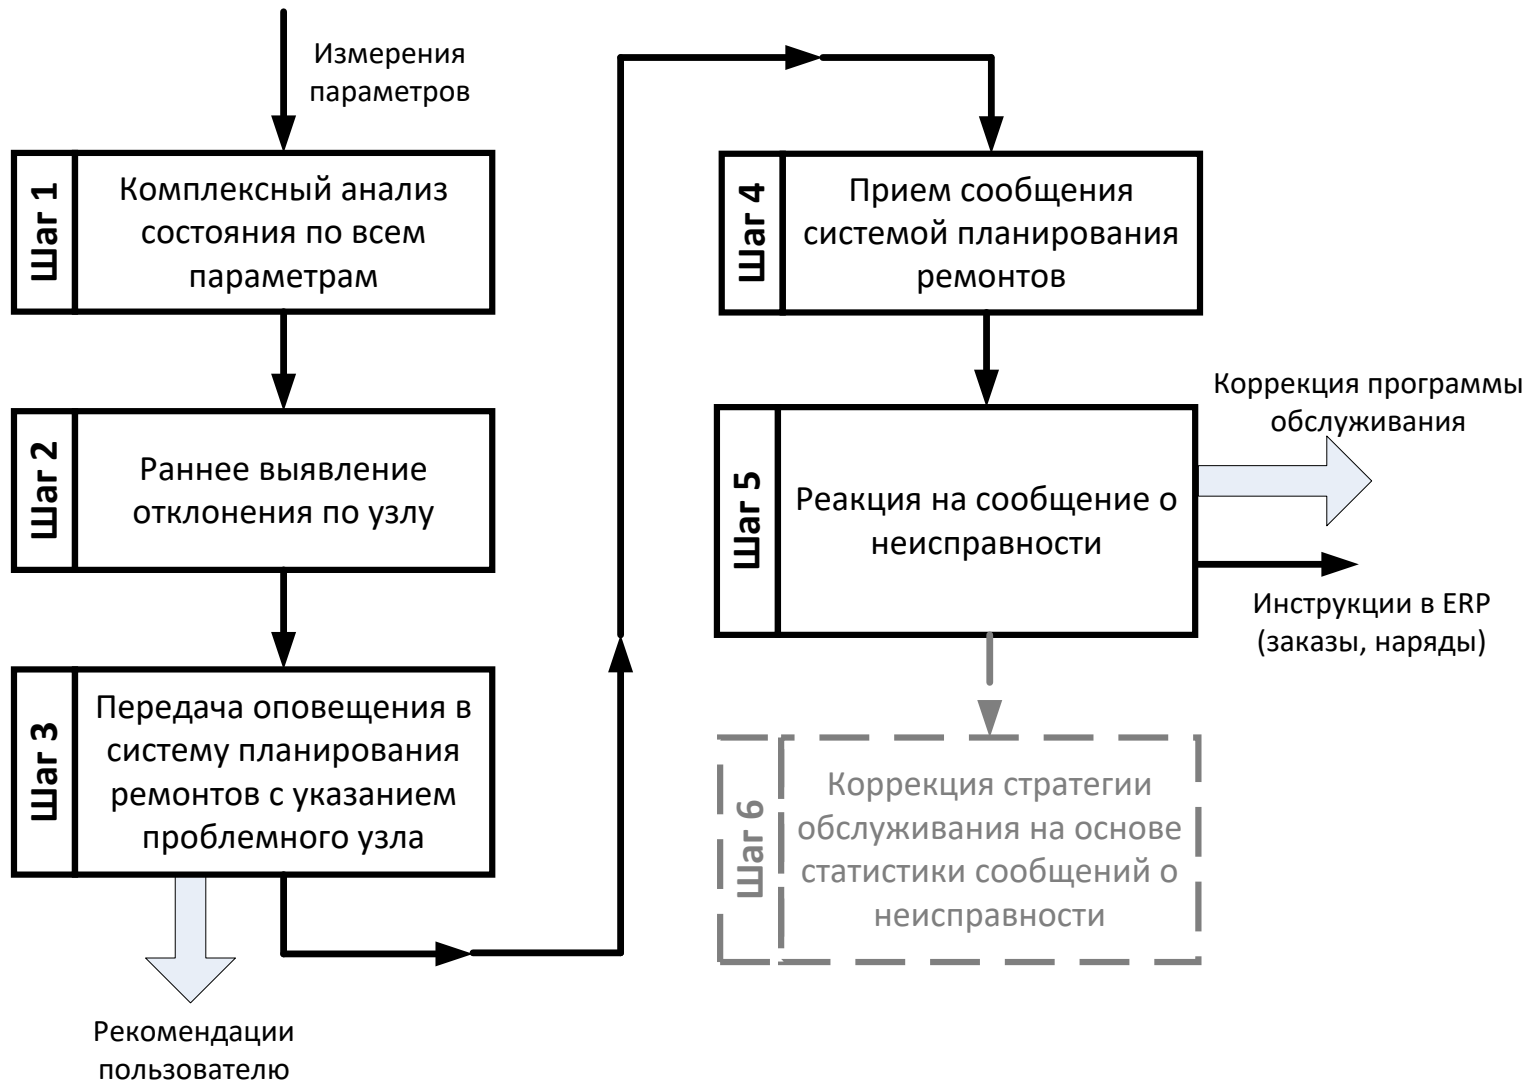 Измерения
параметров
Шаг 1
Комплексный анализ
состояния по всем
параметрам
Шаг 2
Раннее выявление
отклонения по узлу
Шаг 3
Передача оповещения в
систему планирования
ремонтов с указанием
проблемного узла
Рекомендации
пользователю
Шаг 4
Прием сообщения
системой планирования
ремонтов
Шаг 5
Реакция на сообщение о
неисправности
Коррекция программы
обслуживания
Инструкции в ERP
(заказы, наряды)
Шаг 6
Коррекция стратегии
обслуживания на основе
статистики сообщений о
неисправности